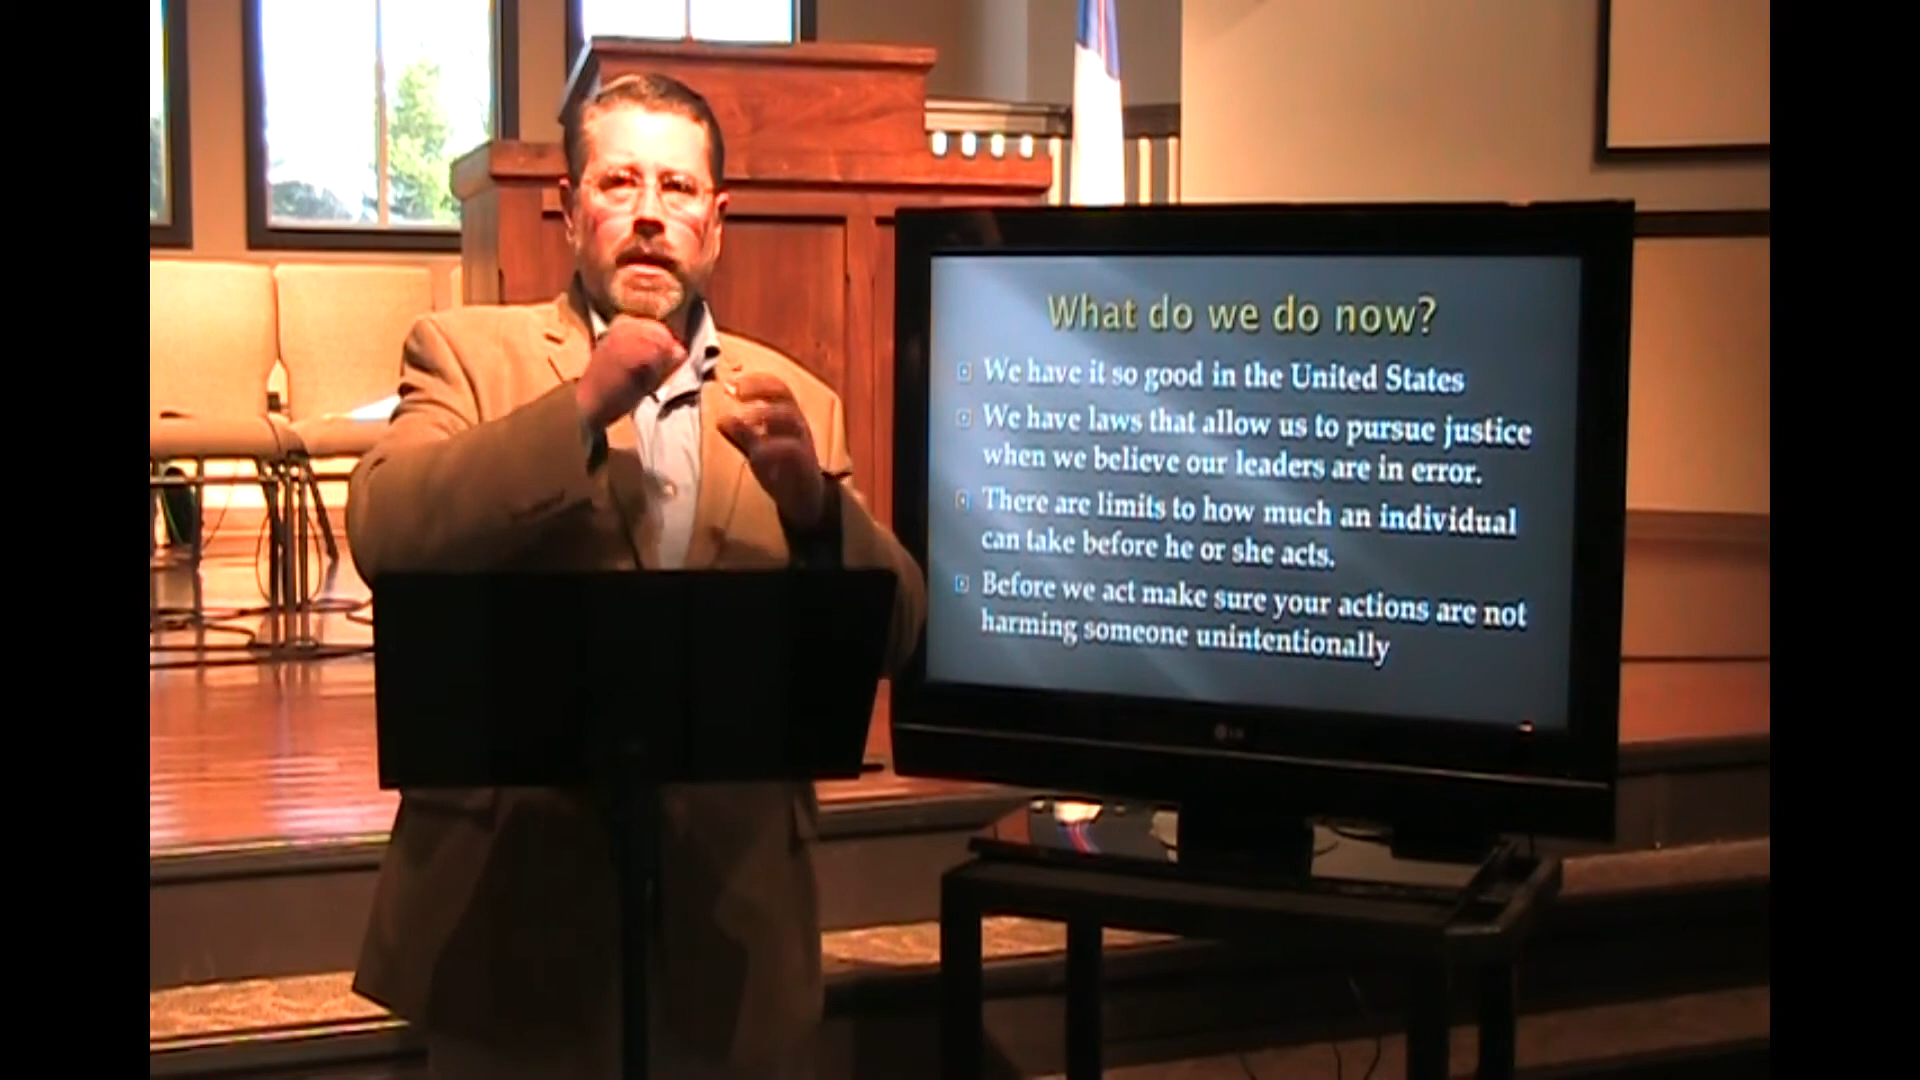 What do we do now?
We have it so good in the United States
We have laws that allow us to pursue justice
when we believe our leaders are in error.
There are limits to how much an individual
can take before he or she acts.
Before we act make sure your actions are not
harming someone unintentionally
LG